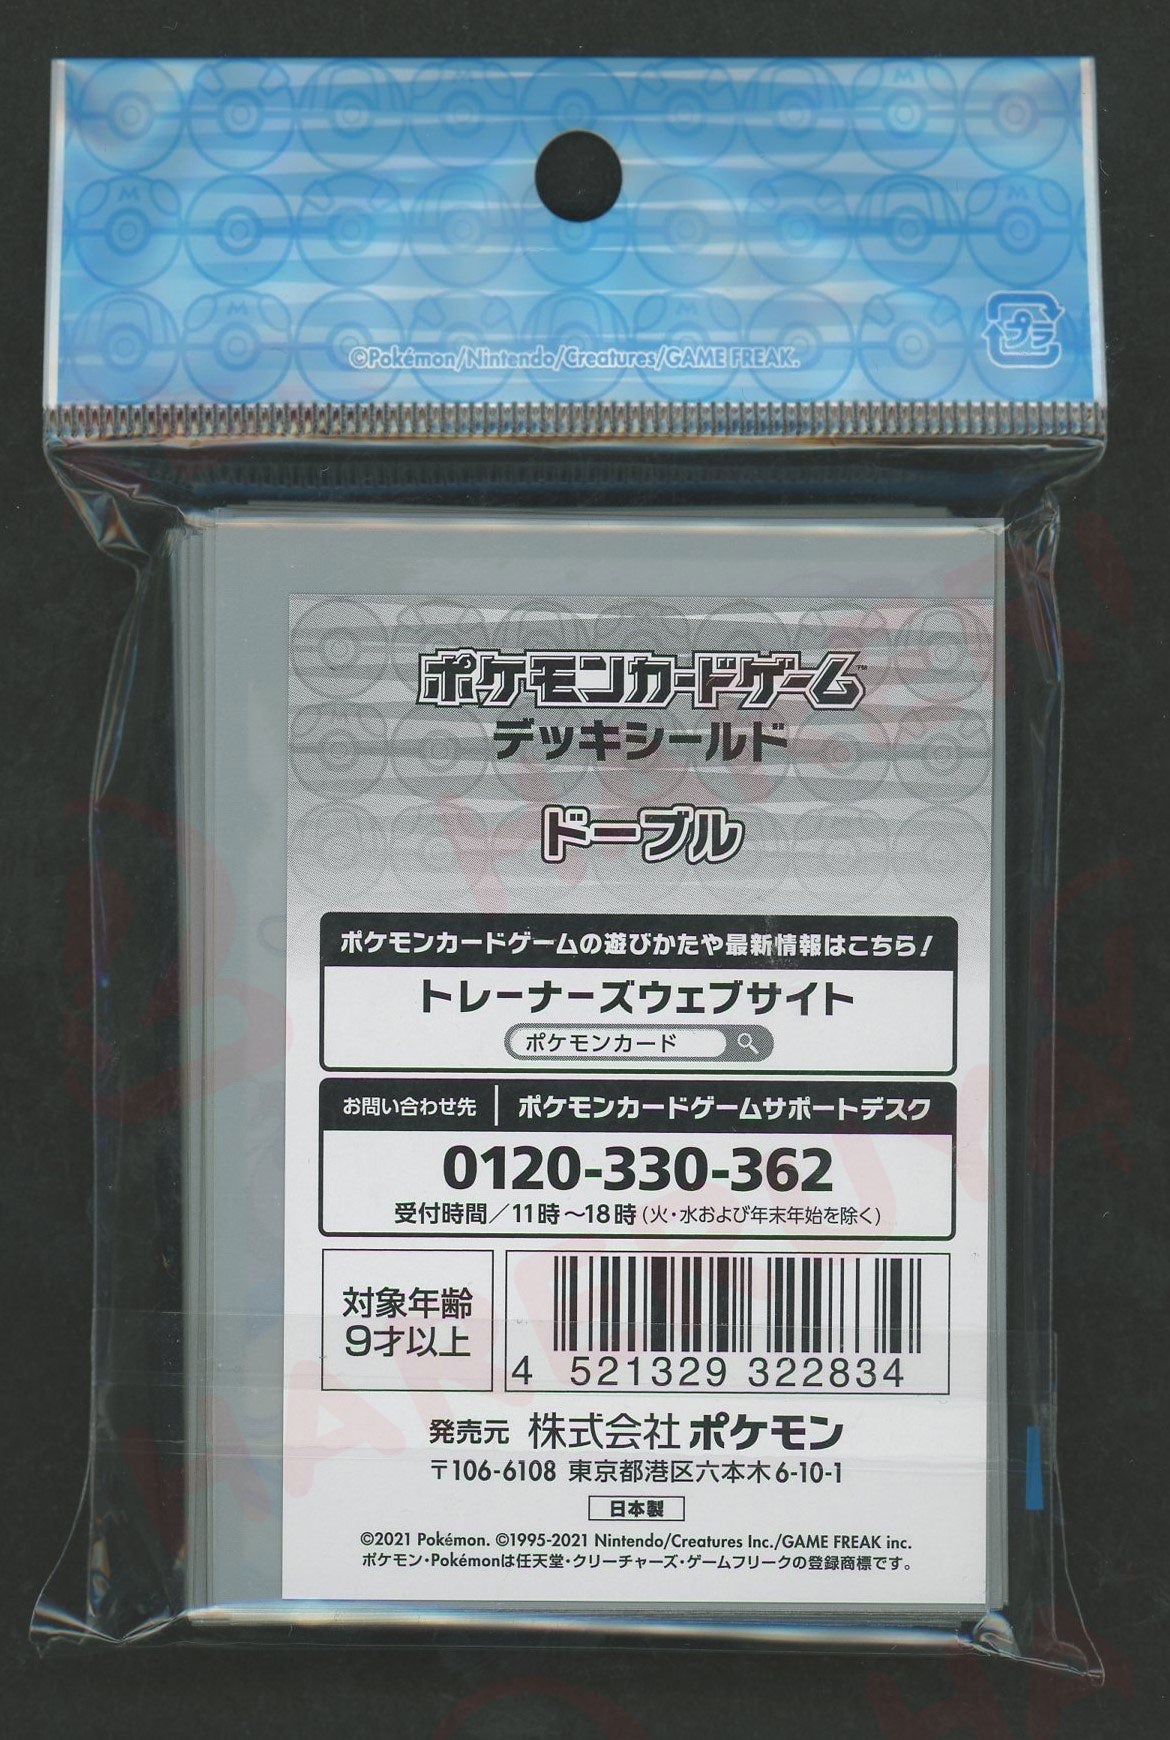 ©Pokémon/Nintendo/Creatures/GAME FREAK.
プラ
ポケモンカードゲーム™
デッキシールド
ドーブル
ポケモンカードゲームの遊びかたや最新情報はこちら！
トレーナーズウェブサイト
ポケモンカード
お問い合わせ先 ポケモンカードゲームサポートデスク
0120-330-362
受付時間／11時～18時（火・水および年末年始を除く）
対象年齢
9才以上
4 521329 322834
発売元 株式会社ポケモン
〒106-6108 東京都港区六本木6-10-1
日本製
©2021 Pokémon. ©1995-2021 Nintendo/Creatures Inc./GAME FREAK inc.
ポケモン・Pokémonは任天堂・クリーチャーズ・ゲームフリークの登録商標です。